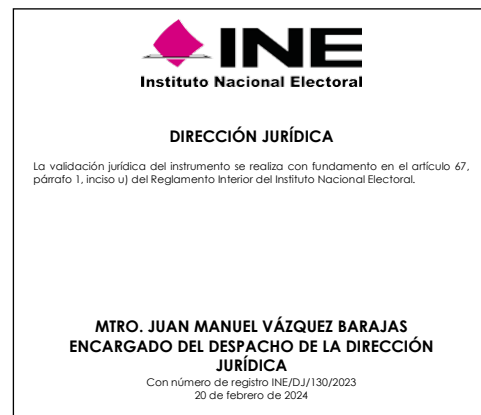 INE
Instituto Nacional Electoral
DIRECCIÓN JURÍDICA
La validación jurídica del instrumento se realiza con fundamento en el artículo 67,
párrafo 1, inciso u) del Reglamento Interior del Instituto Nacional Electoral.
MTRO. JUAN MANUEL VÁZQUEZ BARAJAS
ENCARGADO DEL DESPACHO DE LA DIRECCIÓN
JURÍDICA
Con número de registro INE/DJ/130/2023
20 de febrero de 2024